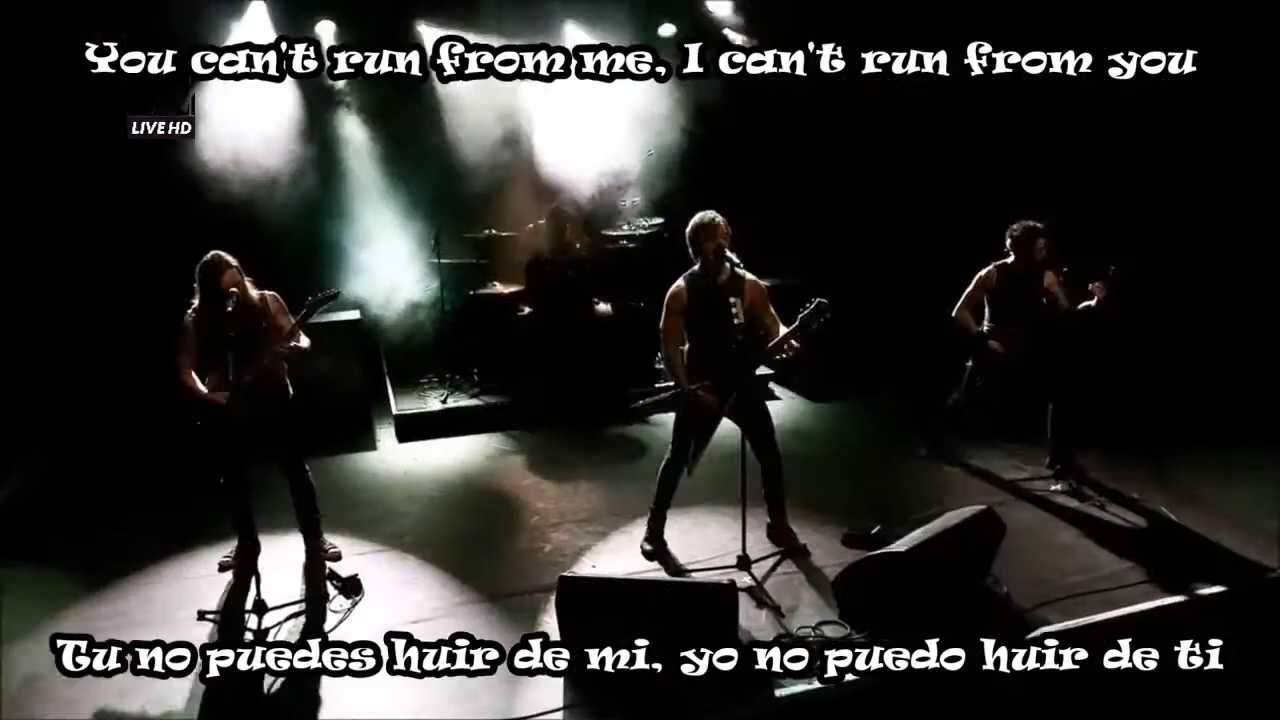 You can't run from me, I can't run from you
LIVE HD
Tu no puedes huir de mi, yo no puedo huir de ti